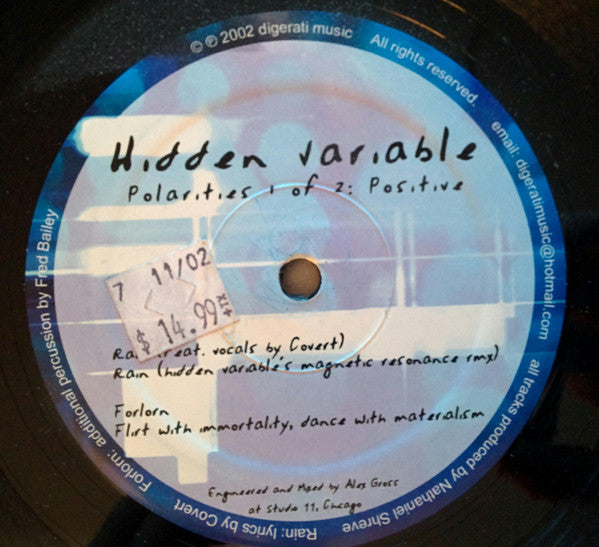 © ℗ 2002 digerati music All rights reserved. email: digeratimusic@hotmail.com all tracks produced by Nathaniel Shreve
Hidden Variable
Polarities 1 of 2: Positive
7 11/02
$ 14.99 +tx
feat. vocals by Covert)
Rain (hidden variable's magnetic resonance rmx)
Forlorn
Flirt with immortality, dance with materialism
Engineered and Mixed by Alex Gross
at Studio 11, Chicago
Rain: lyrics by Covert Forlorn: additional percussion by Fred Bailey